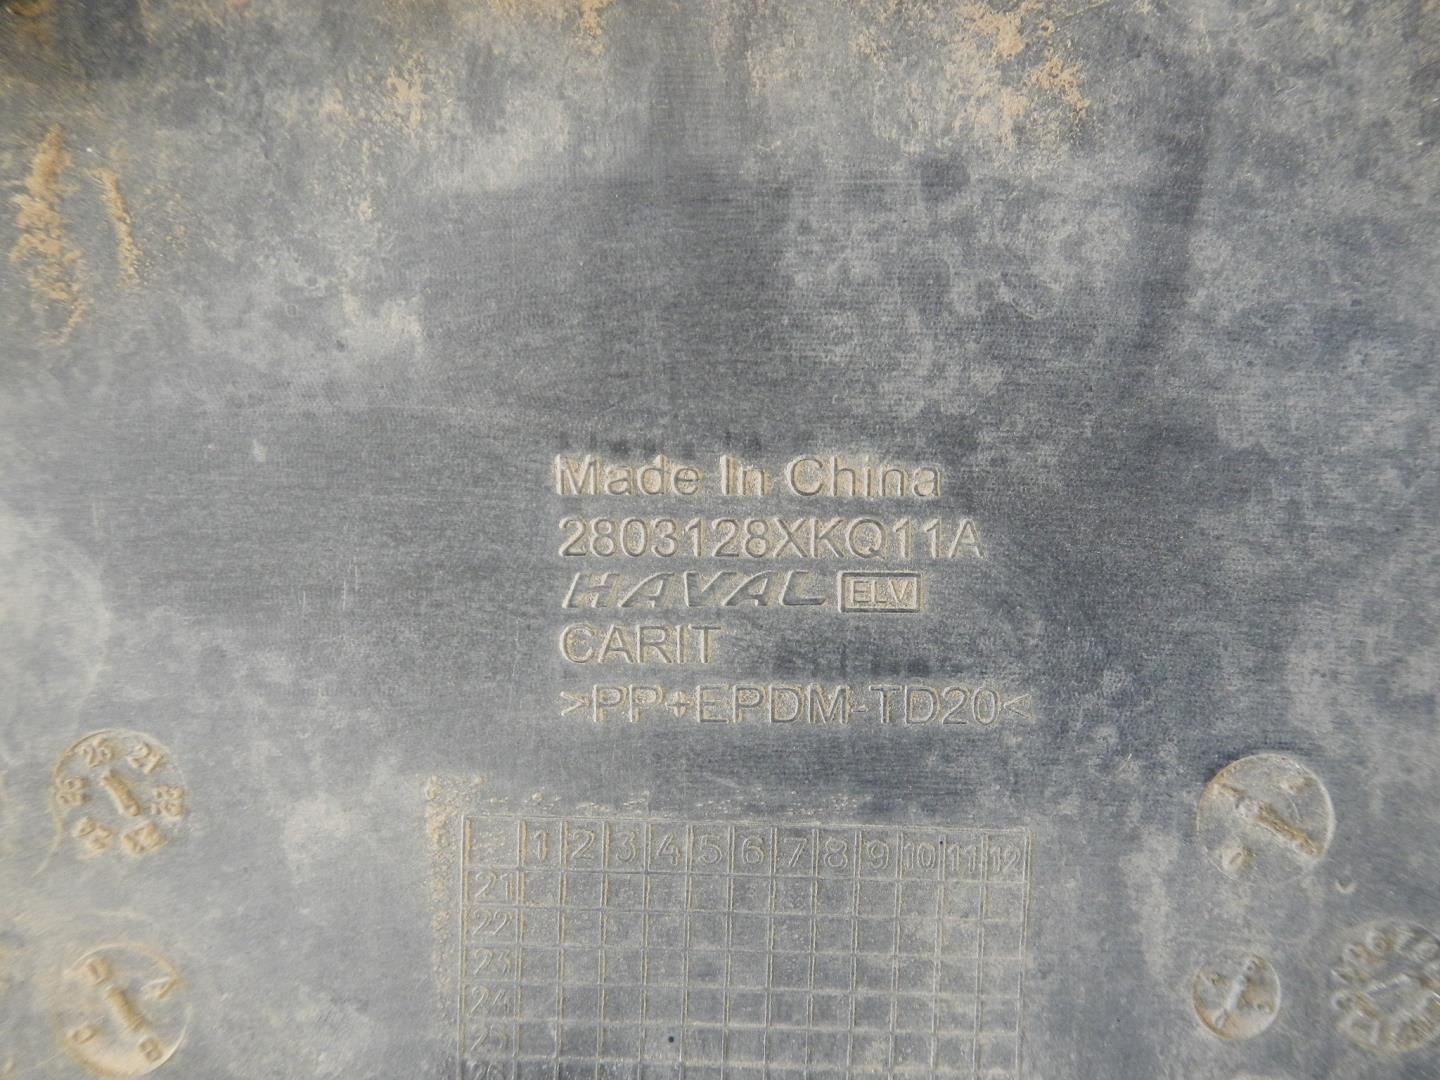 Made In China
2803128XKQ11A
HAVAL ELV
CARIT
>PP+EPDM-TD20<
1 2 3 4 5 6 7 8 9 10 11 12
21
22
23
24
25
26